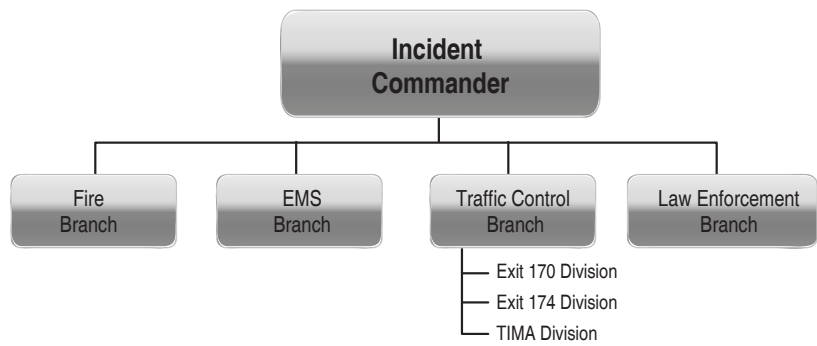 Incident
Commander
Fire
Branch
EMS
Branch
Traffic Control
Branch
Law Enforcement
Branch
Exit 170 Division
Exit 174 Division
TIMA Division